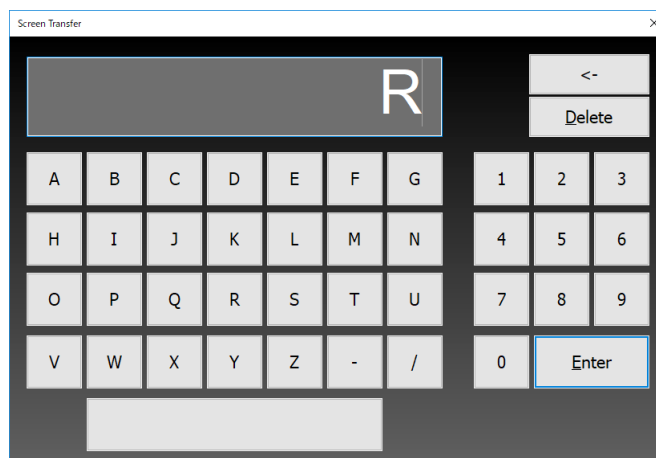 Screen Transfer
R
<-
Delete
A B C D E F G 1 2 3
H I J K L M N 4 5 6
O P Q R S T U 7 8 9
V W X Y Z - / 0 Enter